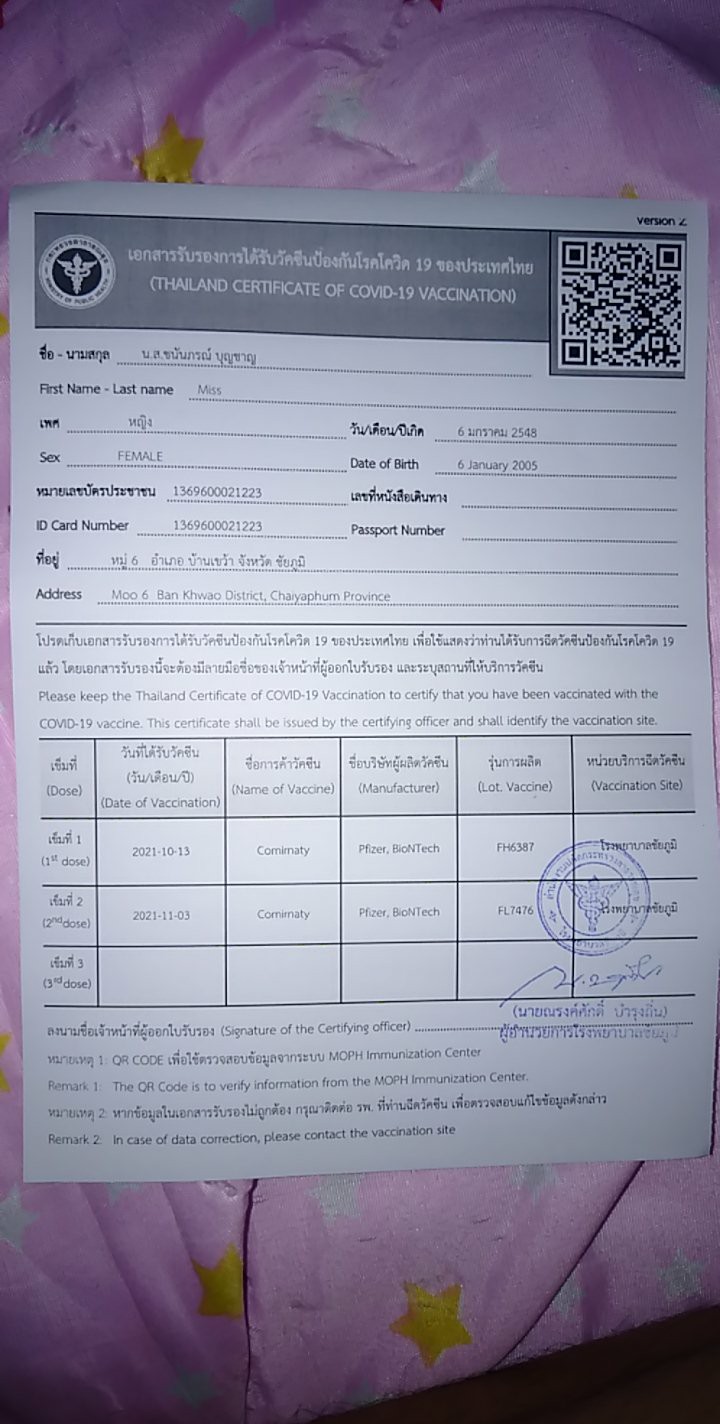 Version 2
เอกสารรับรองการได้รับวัคซีนป้องกันโรคโควิด 19 ของประเทศไทย
(THAILAND CERTIFICATE OF COVID-19 VACCINATION)
ชื่อ - นามสกุล น.ส.ชนันภรณ์ บุญชาญ
First Name - Last name Miss
เพศ หญิง วัน/เดือน/ปีเกิด 6 มกราคม 2548
Sex FEMALE Date of Birth 6 January 2005
หมายเลขบัตรประชาชน 1369600021223 เลขที่หนังสือเดินทาง
ID Card Number 1369600021223 Passport Number
ที่อยู่ หมู่ 6 อำเภอ บ้านเขว้า จังหวัด ชัยภูมิ
Address Moo 6 Ban Khwao District, Chaiyaphum Province
โปรดเก็บเอกสารรับรองการได้รับวัคซีนป้องกันโรคโควิด 19 ของประเทศไทย เพื่อใช้แสดงว่าท่านได้รับการฉีดวัคซีนป้องกันโรคโควิด 19
แล้ว โดยเอกสารรับรองนี้จะต้องมีลายมือชื่อของเจ้าหน้าที่ผู้ออกใบรับรอง และระบุสถานที่ให้บริการวัคซีน
Please keep the Thailand Certificate of COVID-19 Vaccination to certify that you have been vaccinated with the
COVID-19 vaccine. This certificate shall be issued by the certifying officer and shall identify the vaccination site.
เข็มที่ (Dose) วันที่ได้รับวัคซีน (วัน/เดือน/ปี) (Date of Vaccination) ชื่อการค้าวัคซีน (Name of Vaccine) ชื่อบริษัทผู้ผลิตวัคซีน (Manufacturer) รุ่นการผลิต (Lot. Vaccine) หน่วยบริการฉีดวัคซีน (Vaccination Site)
เข็มที่ 1 (1st dose) 2021-10-13 Comirnaty Pfizer, BioNTech FH6387 โรงพยาบาลชัยภูมิ
เข็มที่ 2 (2nd dose) 2021-11-03 Comirnaty Pfizer, BioNTech FL7476 โรงพยาบาลชัยภูมิ
เข็มที่ 3 (3rd dose)
(นายณรงค์ศักดิ์ บำรุงถิ่น)
ลงนามชื่อเจ้าหน้าที่ผู้ออกใบรับรอง (Signature of the Certifying officer) ผู้อำนวยการโรงพยาบาลชัยภูมิ
หมายเหตุ 1: QR CODE เพื่อใช้ตรวจสอบข้อมูลจากระบบ MOPH Immunization Center
Remark 1: The QR Code is to verify information from the MOPH Immunization Center.
หมายเหตุ 2: หากข้อมูลในเอกสารรับรองไม่ถูกต้อง กรุณาติดต่อ รพ. ที่ท่านฉีดวัคซีน เพื่อตรวจสอบแก้ไขข้อมูลดังกล่าว
Remark 2: In case of data correction, please contact the vaccination site